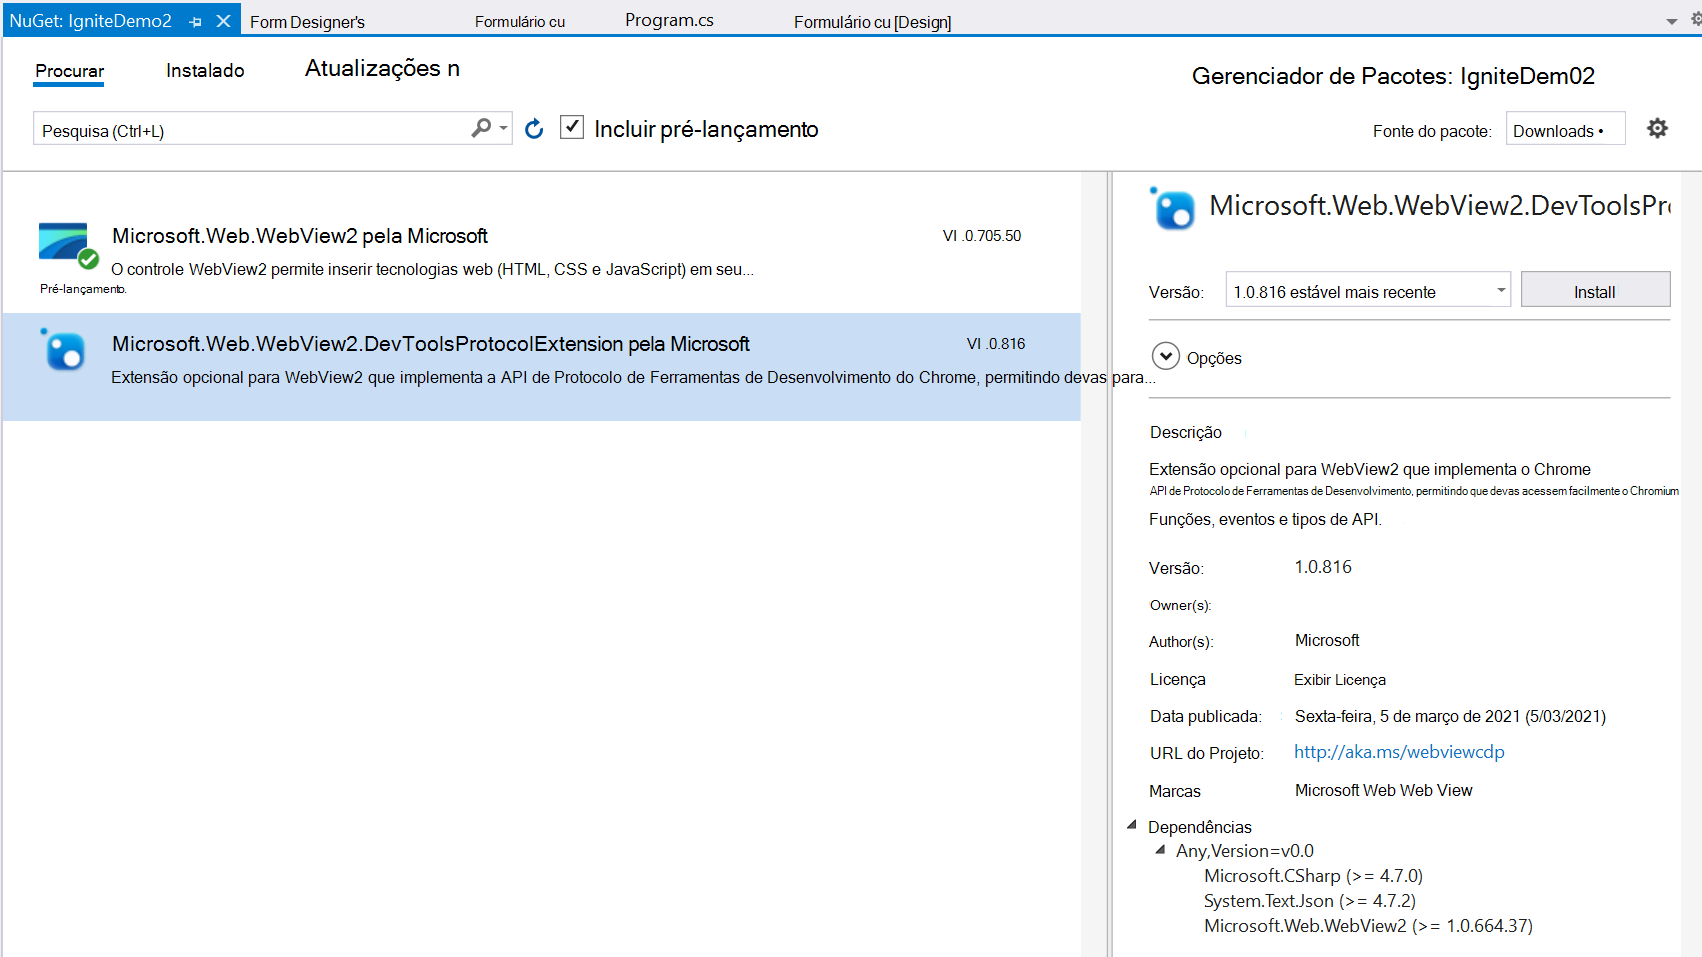 NuGet: IgniteDemo2
Form Designer's
Formulário cu
Program.cs
Formulário cu [Design]
Procurar
Instalado
Atualizações n
Gerenciador de Pacotes: IgniteDem02
Pesquisa (Ctrl+L)
Incluir pré-lançamento
Fonte do pacote:
Downloads •
Microsoft.Web.WebView2 pela Microsoft
VI .0.705.50
O controle WebView2 permite inserir tecnologias web (HTML, CSS e JavaScript) em seu...
Pré-lançamento.
Microsoft.Web.WebView2.DevToolsProtocolExtension pela Microsoft
VI .0.816
Extensão opcional para WebView2 que implementa a API de Protocolo de Ferramentas de Desenvolvimento do Chrome, permitindo devas para...
Microsoft.Web.WebView2.DevToolsPr
Versão:
1.0.816 estável mais recente
Install
Opções
Descrição
Extensão opcional para WebView2 que implementa o Chrome
API de Protocolo de Ferramentas de Desenvolvimento, permitindo que devas acessem facilmente o Chromium
Funções, eventos e tipos de API.
Versão:
1.0.816
Owner(s):
Author(s):
Microsoft
Licença
Exibir Licença
Data publicada:
Sexta-feira, 5 de março de 2021 (5/03/2021)
URL do Projeto:
http://aka.ms/webviewcdp
Marcas
Microsoft Web Web View
Dependências
Any,Version=v0.0
Microsoft.CSharp (>= 4.7.0)
System.Text.Json (>= 4.7.2)
Microsoft.Web.WebView2 (>= 1.0.664.37)